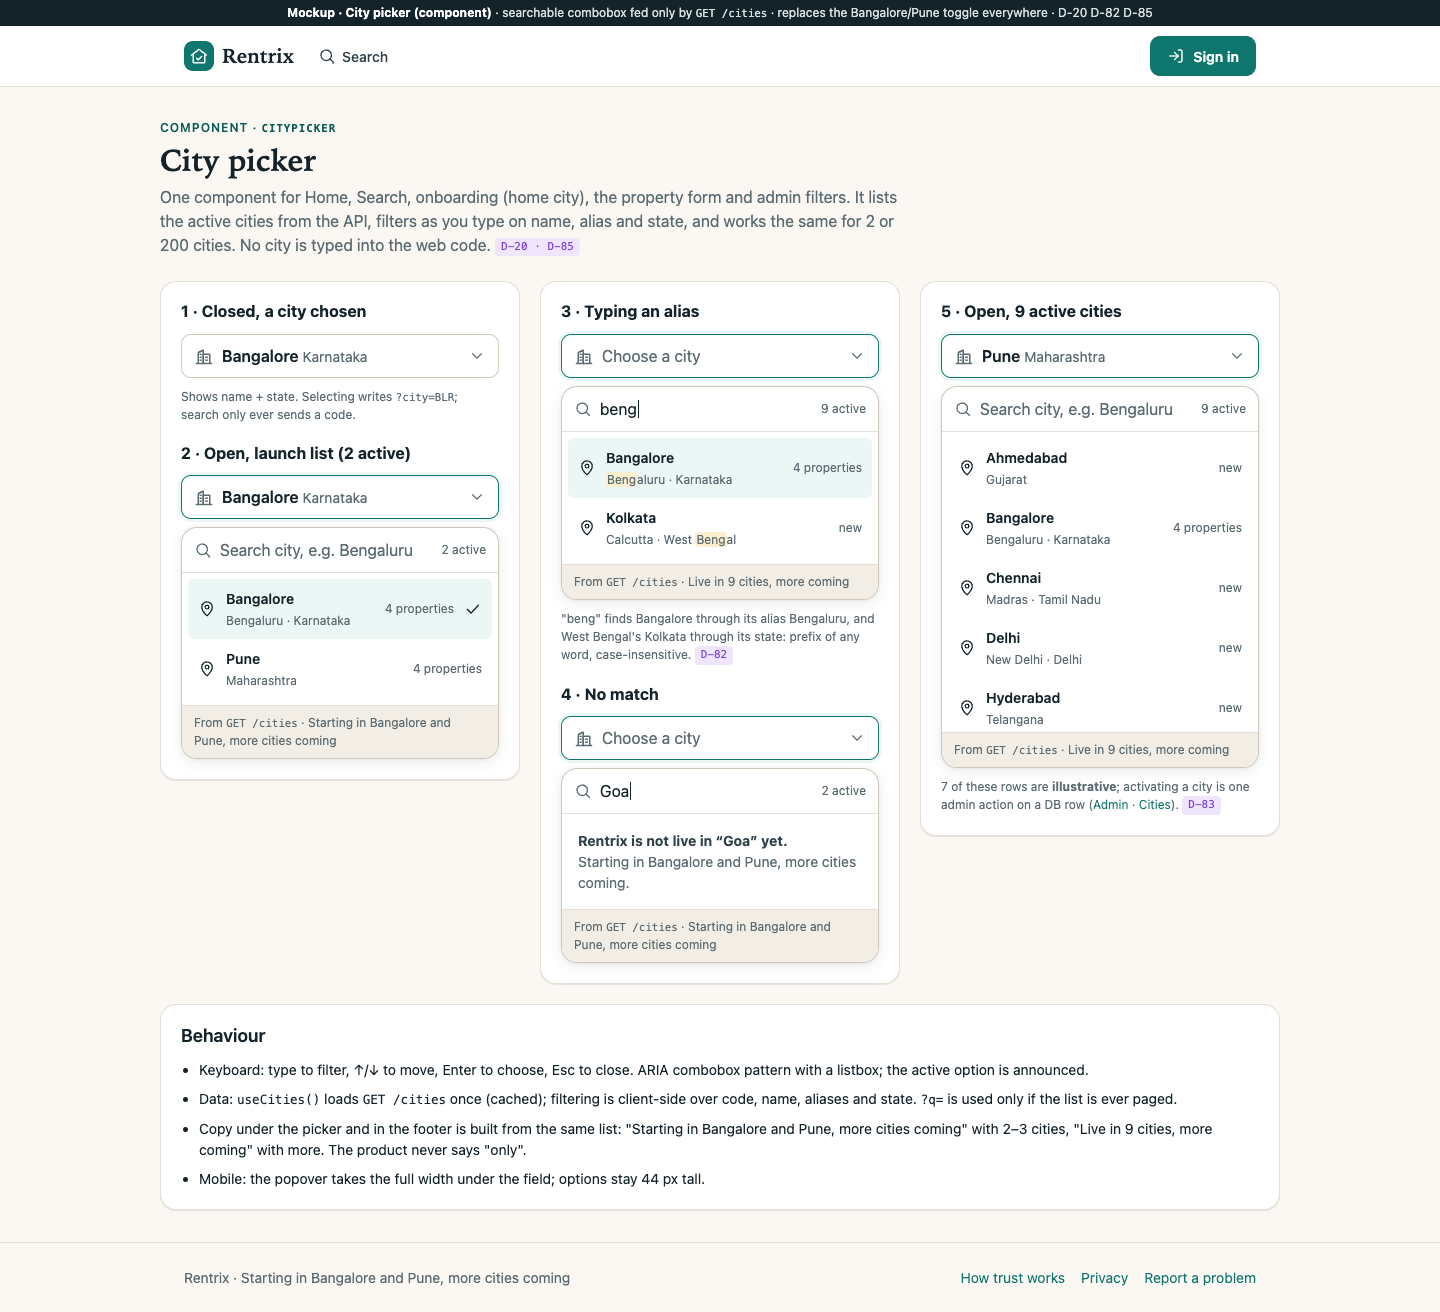 Mockup · City picker (component) · searchable combobox fed only by GET /cities · replaces the Bangalore/Pune toggle everywhere · D-20 D-82 D-85
Rentrix
Search
Sign in
COMPONENT · CITYPICKER
City picker
One component for Home, Search, onboarding (home city), the property form and admin filters. It lists
the active cities from the API, filters as you type on name, alias and state, and works the same for 2 or
200 cities. No city is typed into the web code. D-20 · D-85
1 · Closed, a city chosen
Bangalore Karnataka
Shows name + state. Selecting writes ?city=BLR;
search only ever sends a code.
2 · Open, launch list (2 active)
Bangalore Karnataka
Search city, e.g. Bengaluru 2 active
Bangalore
Bengaluru · Karnataka
4 properties
Pune
Maharashtra
4 properties
From GET /cities · Starting in Bangalore and
Pune, more cities coming
3 · Typing an alias
Choose a city
beng 9 active
Bangalore
Bengaluru · Karnataka
4 properties
Kolkata
Calcutta · West Bengal
new
From GET /cities · Live in 9 cities, more coming
"beng" finds Bangalore through its alias Bengaluru, and
West Bengal's Kolkata through its state: prefix of any
word, case-insensitive. D-82
4 · No match
Choose a city
Goa 2 active
Rentrix is not live in “Goa” yet.
Starting in Bangalore and Pune, more cities
coming.
From GET /cities · Starting in Bangalore and
Pune, more cities coming
5 · Open, 9 active cities
Pune Maharashtra
Search city, e.g. Bengaluru 9 active
Ahmedabad
Gujarat
new
Bangalore
Bengaluru · Karnataka
4 properties
Chennai
Madras · Tamil Nadu
new
Delhi
New Delhi · Delhi
new
Hyderabad
Telangana
new
From GET /cities · Live in 9 cities, more coming
7 of these rows are illustrative; activating a city is one
admin action on a DB row (Admin · Cities). D-83
Behaviour
• Keyboard: type to filter, ↑/↓ to move, Enter to choose, Esc to close. ARIA combobox pattern with a listbox; the active option is announced.
• Data: useCities() loads GET /cities once (cached); filtering is client-side over code, name, aliases and state. ?q= is used only if the list is ever paged.
• Copy under the picker and in the footer is built from the same list: "Starting in Bangalore and Pune, more cities coming" with 2–3 cities, "Live in 9 cities, more
coming" with more. The product never says "only".
• Mobile: the popover takes the full width under the field; options stay 44 px tall.
Rentrix · Starting in Bangalore and Pune, more cities coming
How trust works Privacy Report a problem